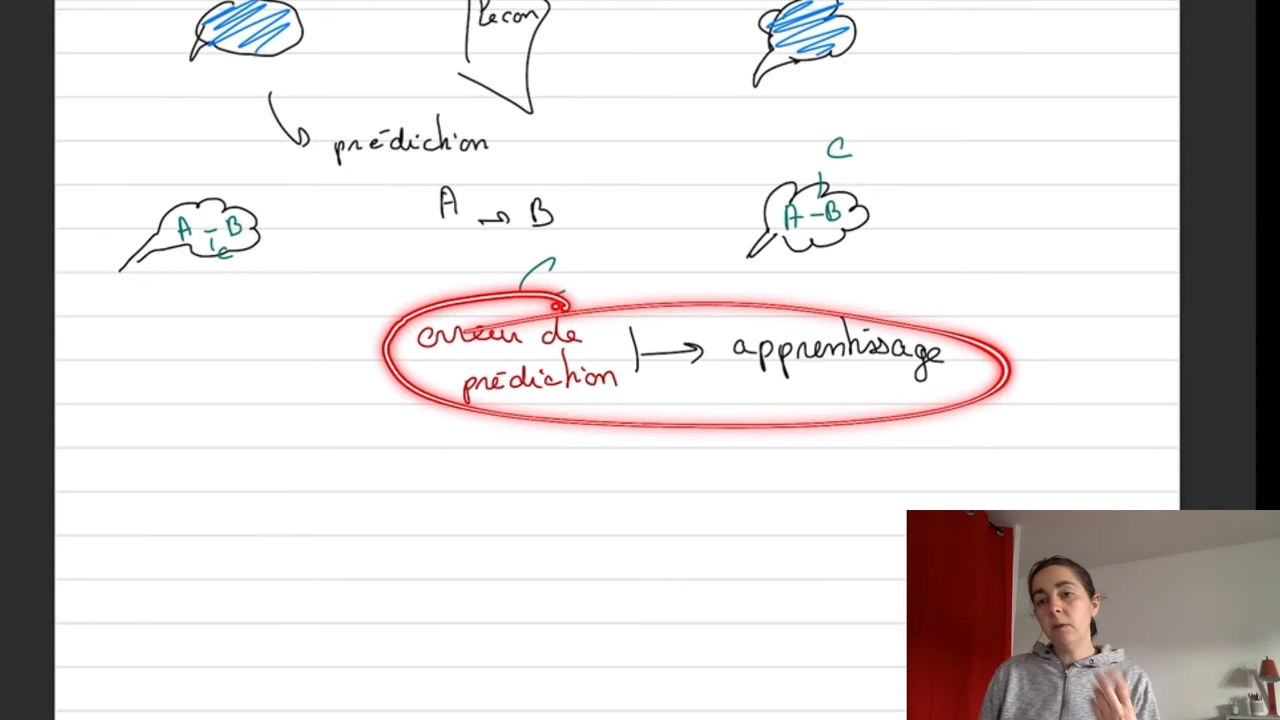 leçon
prédiction
C
A → B
A - B
C
A - B
C
erreur de
prédiction
→ apprentissage